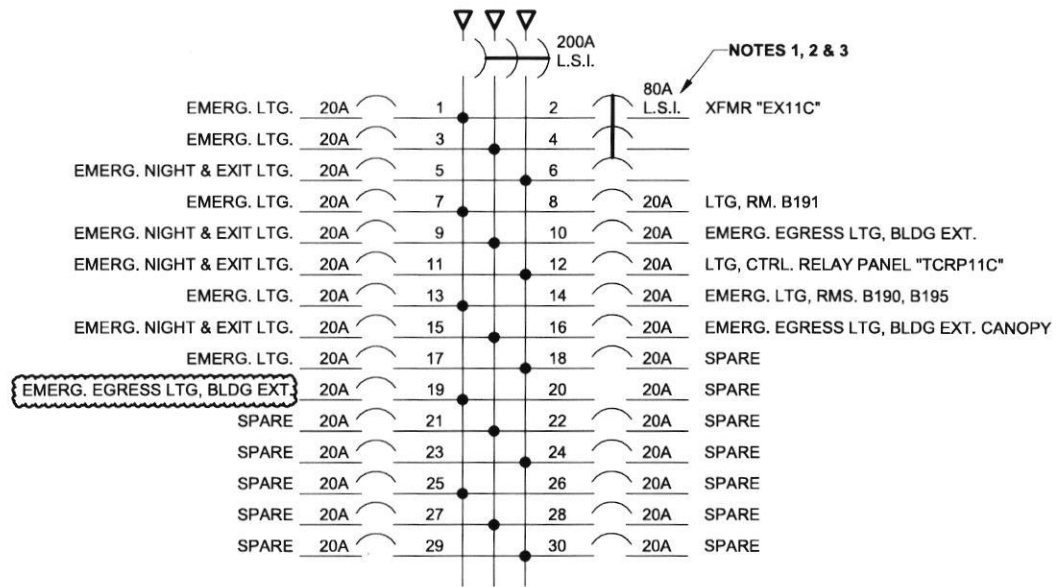 200A
L.S.I.
NOTES 1, 2 & 3
80A
EMERG. LTG. 20A 1 2 L.S.I. XFMR "EX11C"
EMERG. LTG. 20A 3 4
EMERG. NIGHT & EXIT LTG. 20A 5 6
EMERG. LTG. 20A 7 8 20A LTG, RM. B191
EMERG. NIGHT & EXIT LTG. 20A 9 10 20A EMERG. EGRESS LTG, BLDG EXT.
EMERG. NIGHT & EXIT LTG. 20A 11 12 20A LTG, CTRL. RELAY PANEL "TCRP11C"
EMERG. LTG. 20A 13 14 20A EMERG. LTG, RMS. B190, B195
EMERG. NIGHT & EXIT LTG. 20A 15 16 20A EMERG. EGRESS LTG, BLDG EXT. CANOPY
EMERG. LTG. 20A 17 18 20A SPARE
EMERG. EGRESS LTG, BLDG EXT. 20A 19 20 20A SPARE
SPARE 20A 21 22 20A SPARE
SPARE 20A 23 24 20A SPARE
SPARE 20A 25 26 20A SPARE
SPARE 20A 27 28 20A SPARE
SPARE 20A 29 30 20A SPARE